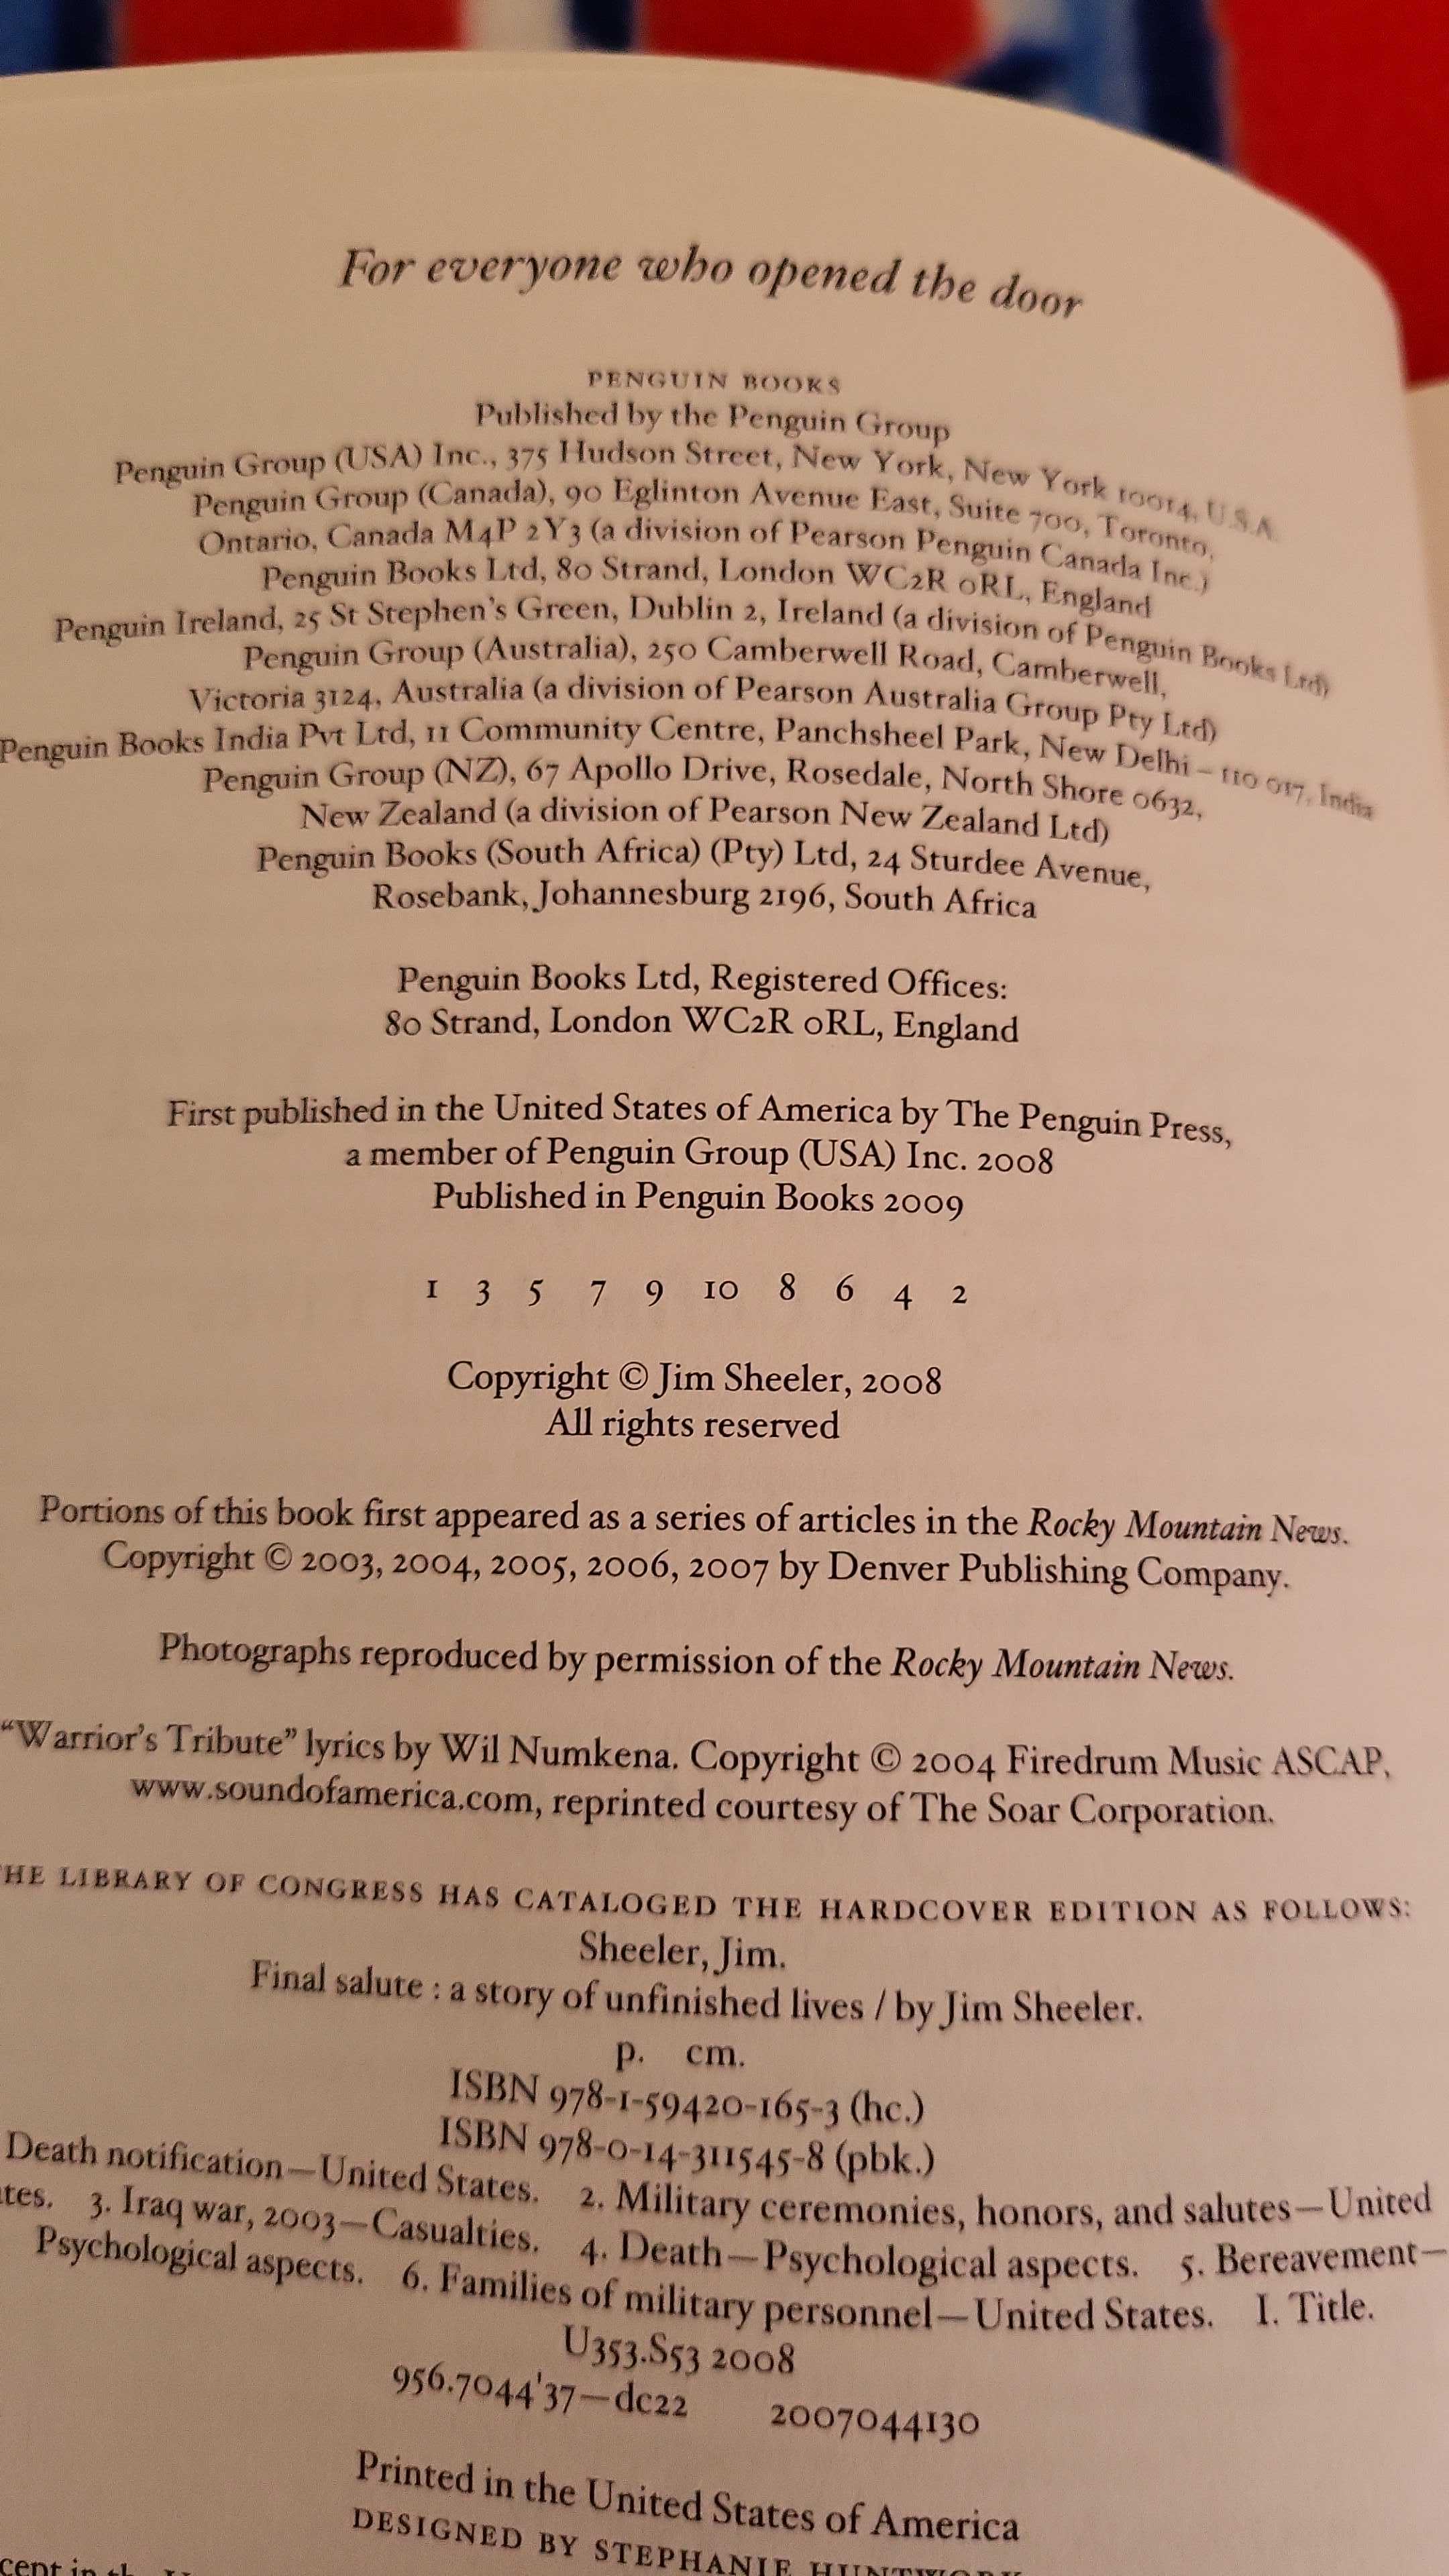 For everyone who opened the door
PENGUIN BOOKS
Published by the Penguin Group
Penguin Group (USA) Inc., 375 Hudson Street, New York, New York 10014, U.S.A.
Penguin Group (Canada), 90 Eglinton Avenue East, Suite 700, Toronto,
Ontario, Canada M4P 2Y3 (a division of Pearson Penguin Canada Inc.)
Penguin Books Ltd, 80 Strand, London WC2R 0RL, England
Penguin Ireland, 25 St Stephen's Green, Dublin 2, Ireland (a division of Penguin Books Ltd)
Penguin Group (Australia), 250 Camberwell Road, Camberwell,
Victoria 3124, Australia (a division of Pearson Australia Group Pty Ltd)
Penguin Books India Pvt Ltd, 11 Community Centre, Panchsheel Park, New Delhi – 110 017, India
Penguin Group (NZ), 67 Apollo Drive, Rosedale, North Shore 0632,
New Zealand (a division of Pearson New Zealand Ltd)
Penguin Books (South Africa) (Pty) Ltd, 24 Sturdee Avenue,
Rosebank, Johannesburg 2196, South Africa
Penguin Books Ltd, Registered Offices:
80 Strand, London WC2R 0RL, England
First published in the United States of America by The Penguin Press,
a member of Penguin Group (USA) Inc. 2008
Published in Penguin Books 2009
1 3 5 7 9 10 8 6 4 2
Copyright © Jim Sheeler, 2008
All rights reserved
Portions of this book first appeared as a series of articles in the Rocky Mountain News.
Copyright © 2003, 2004, 2005, 2006, 2007 by Denver Publishing Company.
Photographs reproduced by permission of the Rocky Mountain News.
"Warrior's Tribute" lyrics by Wil Numkena. Copyright © 2004 Firedrum Music ASCAP,
www.soundofamerica.com, reprinted courtesy of The Soar Corporation.
HE LIBRARY OF CONGRESS HAS CATALOGED THE HARDCOVER EDITION AS FOLLOWS:
Sheeler, Jim.
Final salute : a story of unfinished lives / by Jim Sheeler.
p. cm.
ISBN 978-1-59420-165-3 (hc.)
ISBN 978-0-14-311545-8 (pbk.)
Death notification—United States. 2. Military ceremonies, honors, and salutes—United
tes. 3. Iraq war, 2003—Casualties. 4. Death—Psychological aspects. 5. Bereavement—
Psychological aspects. 6. Families of military personnel—United States. I. Title.
U353.S53 2008
956.7044'37—dc22 2007044130
Printed in the United States of America
DESIGNED BY STEPHANIE